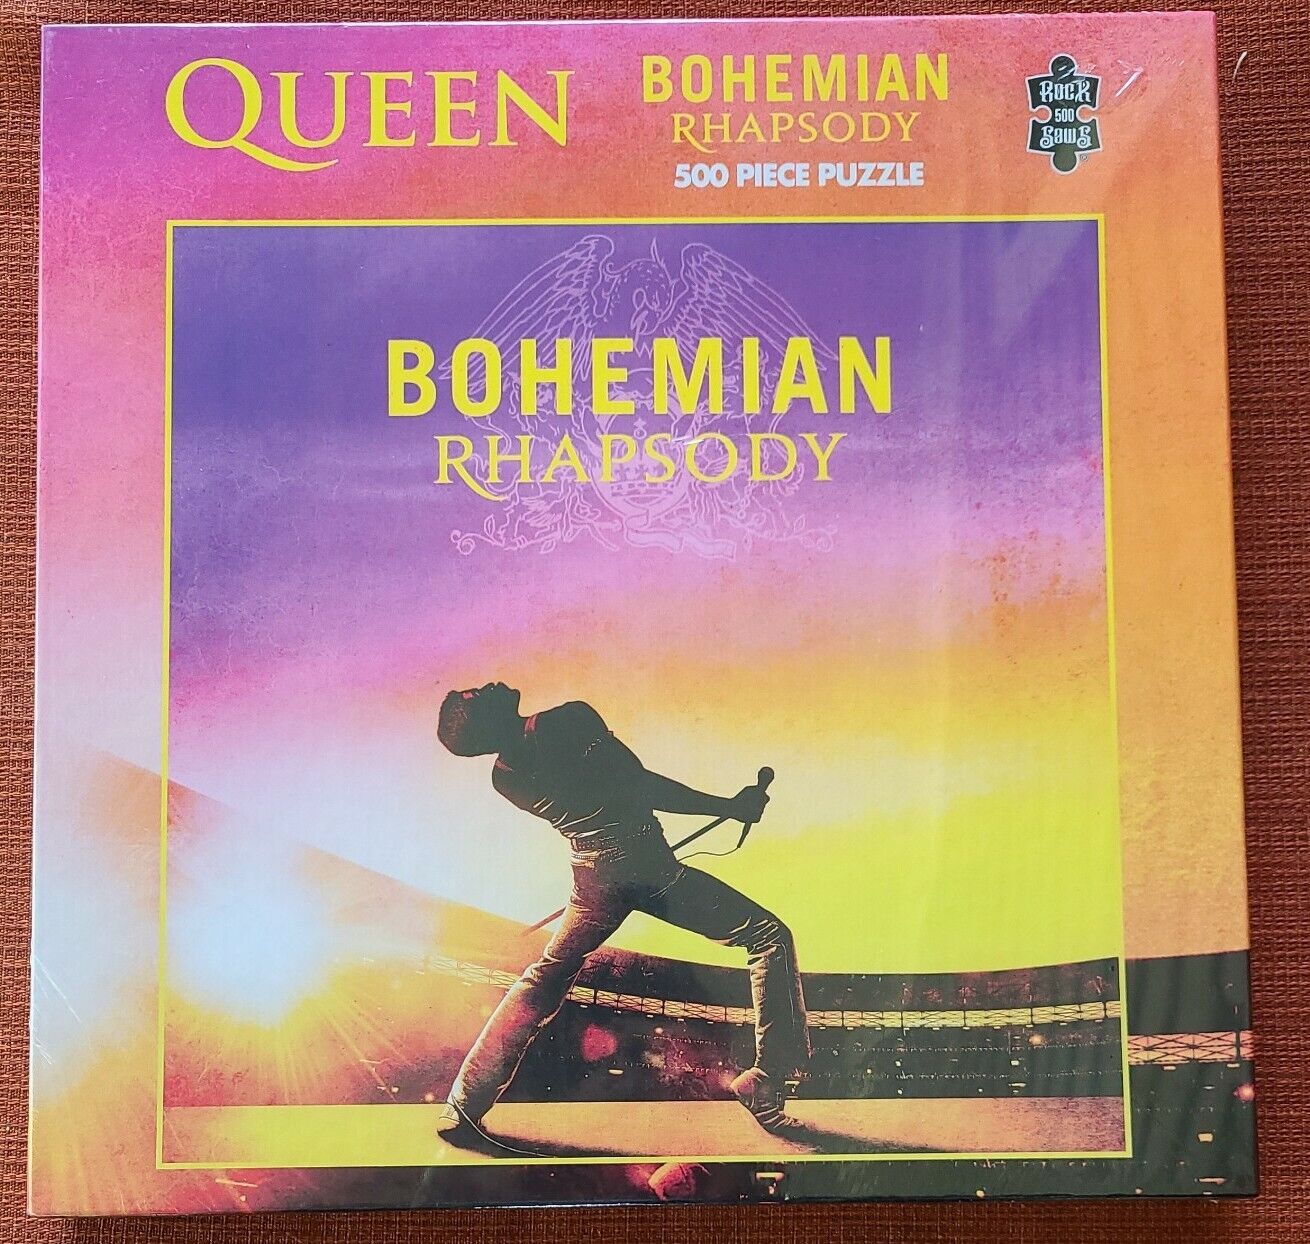 QUEEN
BOHEMIAN
RHAPSODY
500 PIECE PUZZLE
ROCK
500
SAWS
BOHEMIAN
RHAPSODY